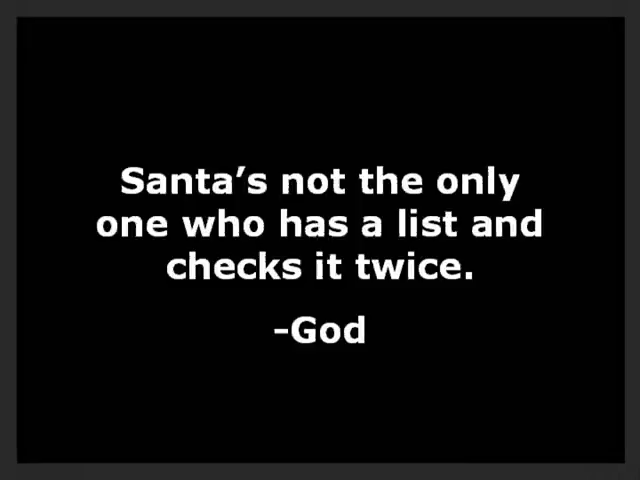 Santa’s not the only
one who has a list and
checks it twice.
-God